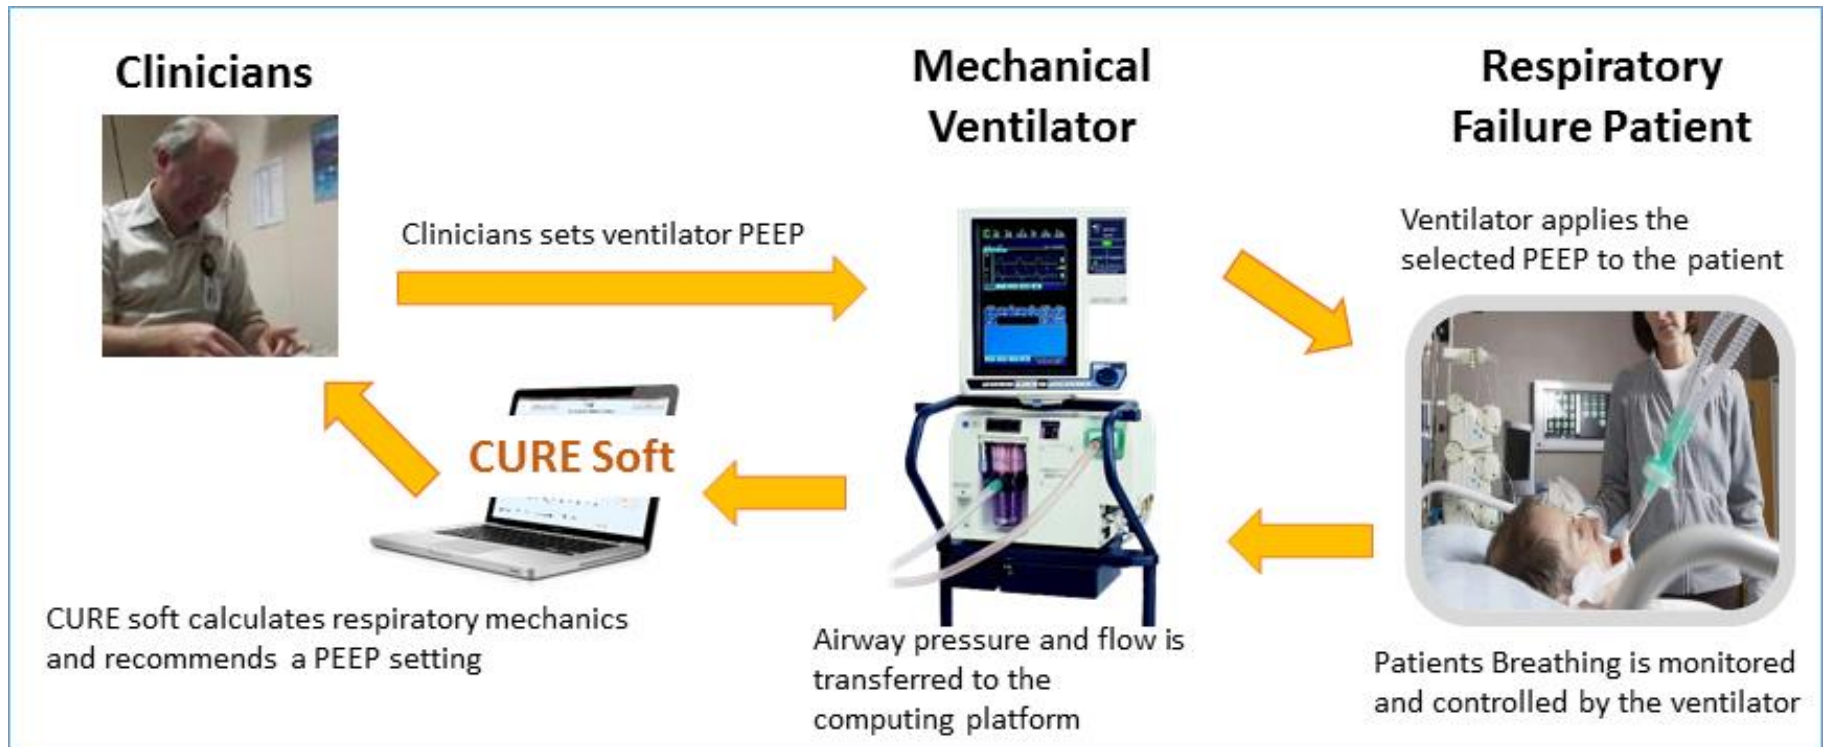 Clinicians
Mechanical
Ventilator
Respiratory
Failure Patient
Clinicians sets ventilator PEEP
Ventilator applies the
selected PEEP to the patient
CURE Soft
CURE soft calculates respiratory mechanics
and recommends a PEEP setting
Airway pressure and flow is
transferred to the
computing platform
Patients Breathing is monitored
and controlled by the ventilator